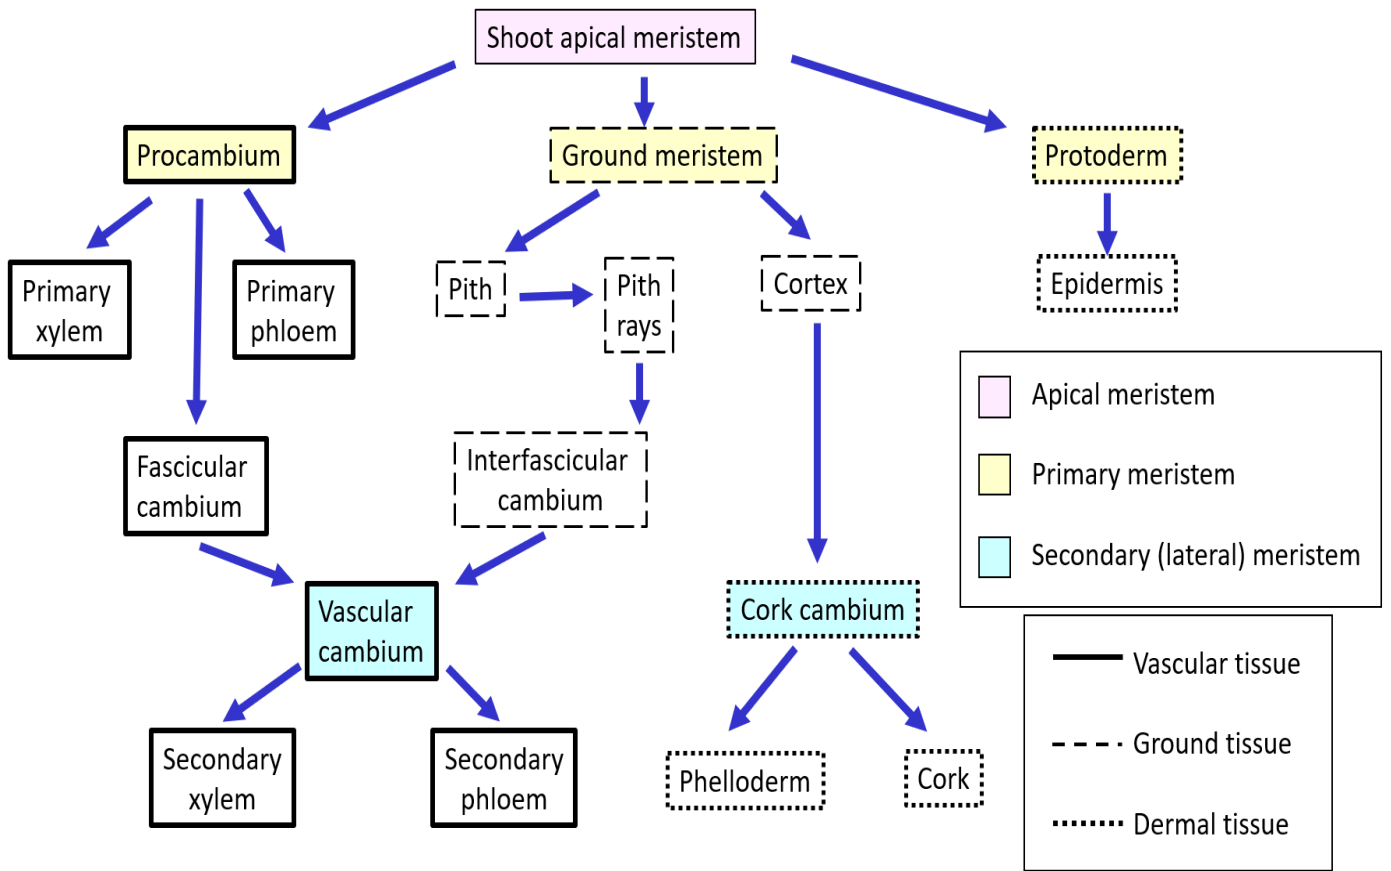 Shoot apical meristem
Procambium
Ground meristem
Protoderm
Primary
xylem
Primary
phloem
Pith
Pith
rays
Cortex
Epidermis
Apical meristem
Primary meristem
Secondary (lateral) meristem
Fascicular
cambium
Interfascicular
cambium
Vascular
cambium
Cork cambium
Vascular tissue
Ground tissue
Dermal tissue
Secondary
xylem
Secondary
phloem
Phelloderm
Cork